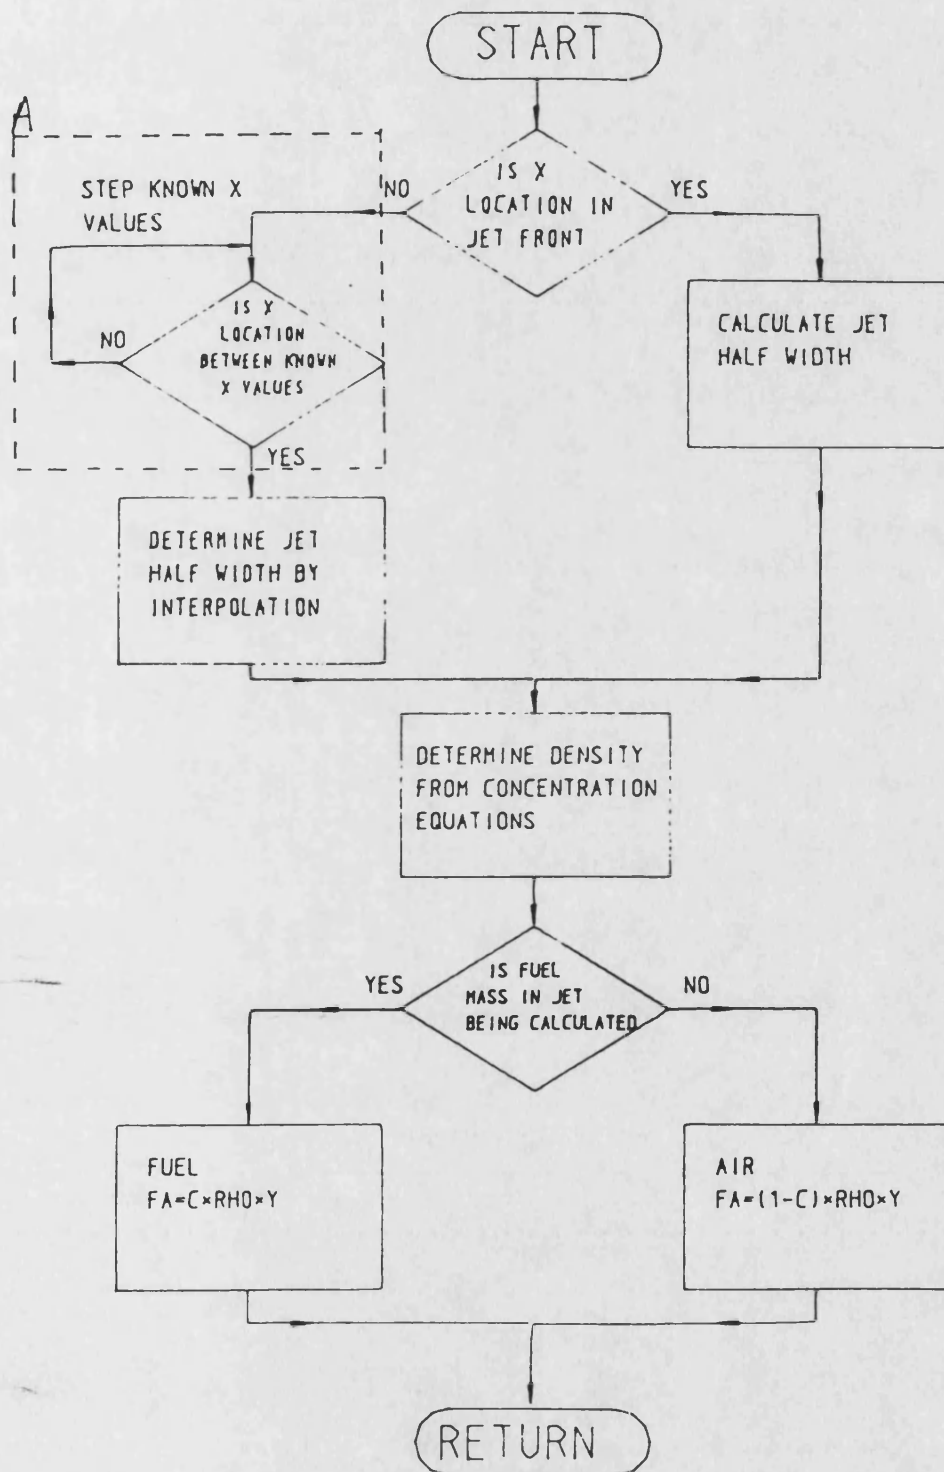 START
A
IS X
LOCATION IN
JET FRONT
NO
YES
STEP KNOWN X
VALUES
IS X
LOCATION
BETWEEN KNOWN
X VALUES
NO
YES
CALCULATE JET
HALF WIDTH
DETERMINE JET
HALF WIDTH BY
INTERPOLATION
DETERMINE DENSITY
FROM CONCENTRATION
EQUATIONS
IS FUEL
MASS IN JET
BEING CALCULATED
YES
NO
FUEL
FA=C×RHO×Y
AIR
FA=(1-C)×RHO×Y
RETURN